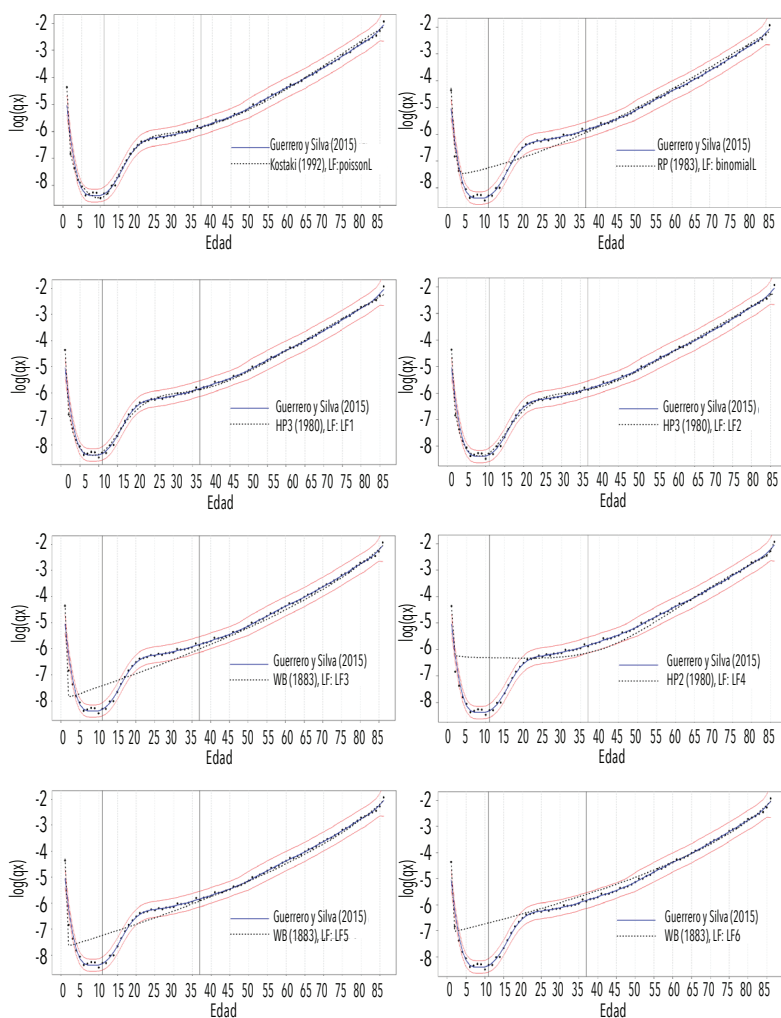 log(qx)
-2
-3
-4
-5
-6
-7
-8
Guerrero y Silva (2015)
Kostaki (1992), LF:poissonL
0 5 10 15 20 25 30 35 40 45 50 55 60 65 70 75 80 85
Edad
log(qx)
-2
-3
-4
-5
-6
-7
-8
Guerrero y Silva (2015)
RP (1983), LF: binomialL
0 5 10 15 20 25 30 35 40 45 50 55 60 65 70 75 80 85
Edad
log(qx)
-2
-3
-4
-5
-6
-7
-8
Guerrero y Silva (2015)
HP3 (1980), LF: LF1
0 5 10 15 20 25 30 35 40 45 50 55 60 65 70 75 80 85
Edad
log(qx)
-2
-3
-4
-5
-6
-7
-8
Guerrero y Silva (2015)
HP3 (1980), LF: LF2
0 5 10 15 20 25 30 35 40 45 50 55 60 65 70 75 80 85
Edad
log(qx)
-2
-3
-4
-5
-6
-7
-8
Guerrero y Silva (2015)
WB (1883), LF: LF3
0 5 10 15 20 25 30 35 40 45 50 55 60 65 70 75 80 85
Edad
log(qx)
-2
-3
-4
-5
-6
-7
-8
Guerrero y Silva (2015)
HP2 (1980), LF: LF4
0 5 10 15 20 25 30 35 40 45 50 55 60 65 70 75 80 85
Edad
log(qx)
-2
-3
-4
-5
-6
-7
-8
Guerrero y Silva (2015)
WB (1883), LF: LF5
0 5 10 15 20 25 30 35 40 45 50 55 60 65 70 75 80 85
Edad
log(qx)
-2
-3
-4
-5
-6
-7
-8
Guerrero y Silva (2015)
WB (1883), LF: LF6
0 5 10 15 20 25 30 35 40 45 50 55 60 65 70 75 80 85
Edad